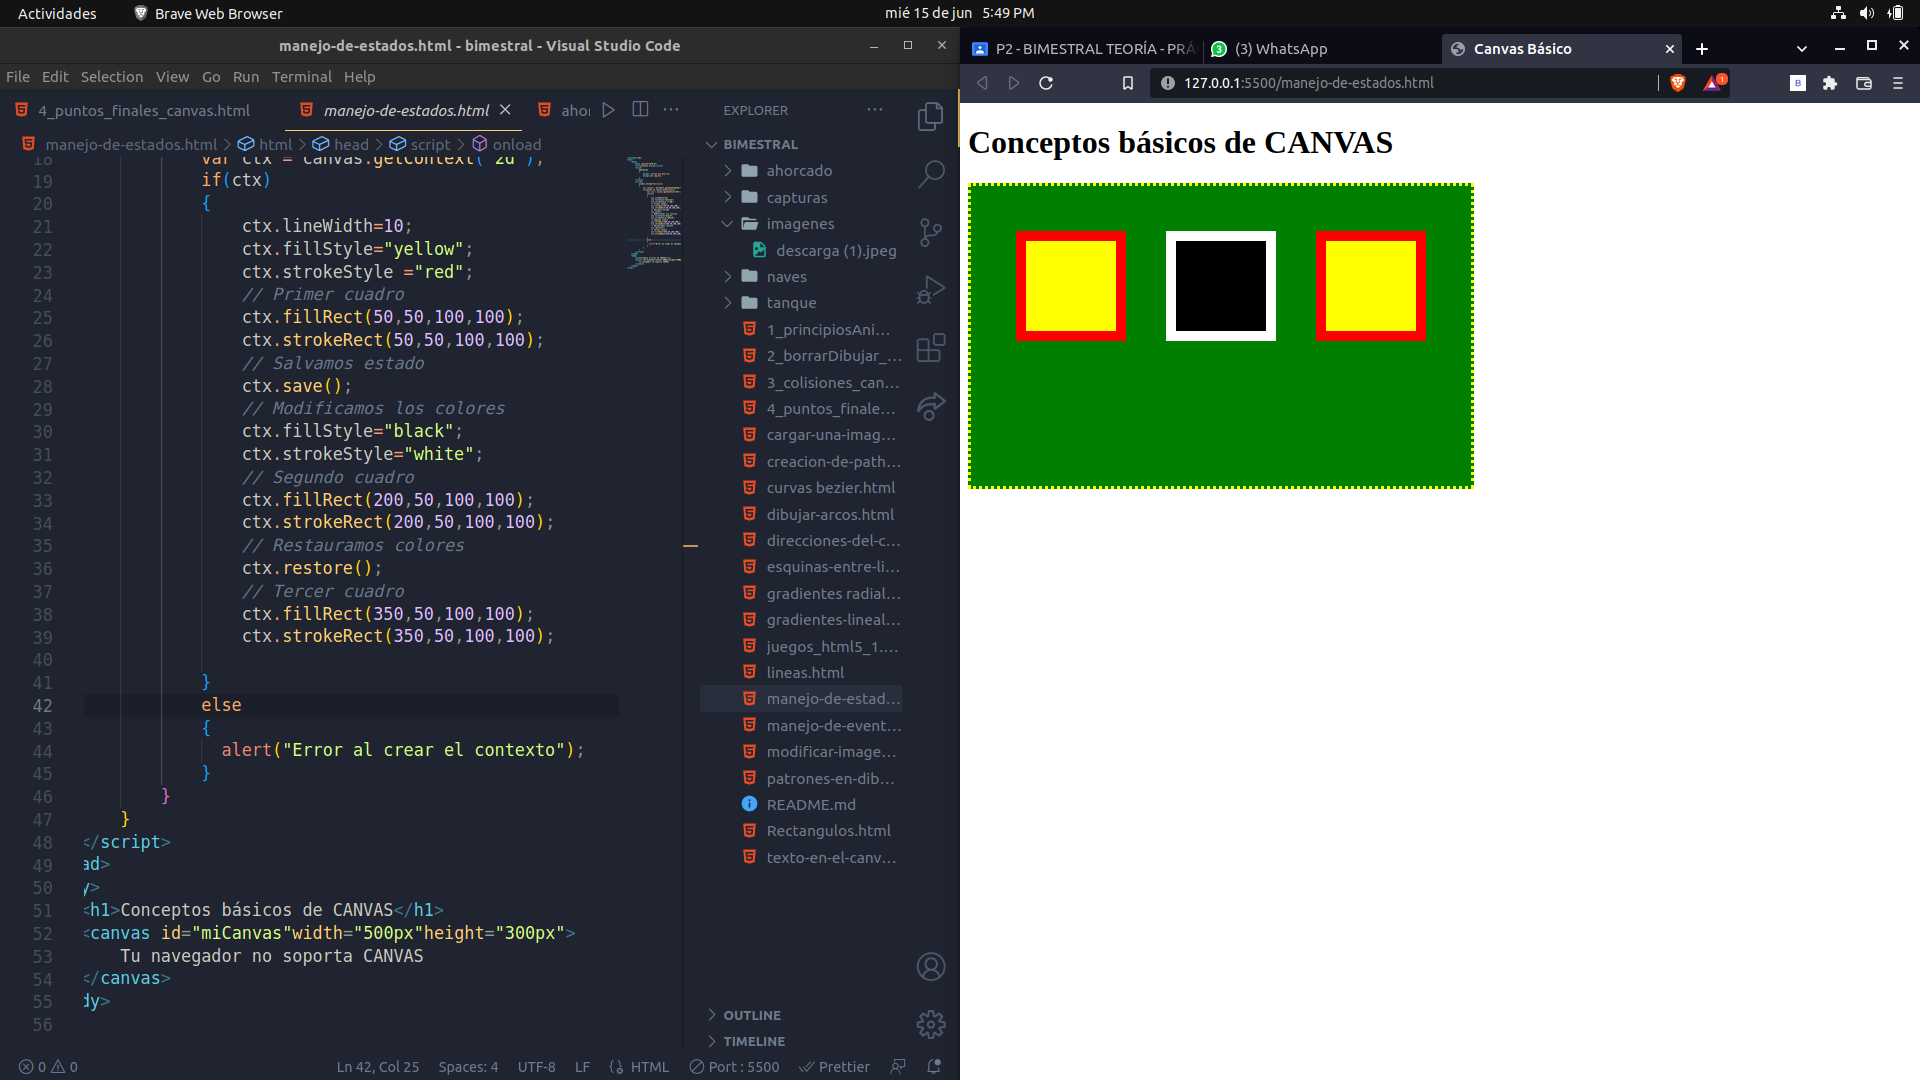 Actividades
Brave Web Browser
mié 15 de jun 5:49 PM
manejo-de-estados.html - bimestral - Visual Studio Code
File Edit Selection View Go Run Terminal Help
4_puntos_finales_canvas.html
manejo-de-estados.html
ahor
manejo-de-estados.html > html > head > script > onload
18 var ctx = canvas.getContext("2d");
19 if(ctx)
20 {
21 ctx.lineWidth=10;
22 ctx.fillStyle="yellow";
23 ctx.strokeStyle ="red";
24 // Primer cuadro
25 ctx.fillRect(50,50,100,100);
26 ctx.strokeRect(50,50,100,100);
27 // Salvamos estado
28 ctx.save();
29 // Modificamos los colores
30 ctx.fillStyle="black";
31 ctx.strokeStyle="white";
32 // Segundo cuadro
33 ctx.fillRect(200,50,100,100);
34 ctx.strokeRect(200,50,100,100);
35 // Restauramos colores
36 ctx.restore();
37 // Tercer cuadro
38 ctx.fillRect(350,50,100,100);
39 ctx.strokeRect(350,50,100,100);
40
41 }
42 else
43 {
44 alert("Error al crear el contexto");
45 }
46 }
47 }
48 </script>
49 ad>
50 y>
51 <h1>Conceptos básicos de CANVAS</h1>
52 <canvas id="miCanvas"width="500px"height="300px">
53 Tu navegador no soporta CANVAS
54 </canvas>
55 dy>
56
EXPLORER
BIMESTRAL
ahorcado
capturas
imagenes
descarga (1).jpeg
naves
tanque
1_principiosAni...
2_borrarDibujar_...
3_colisiones_can...
4_puntos_finale...
cargar-una-imag...
creacion-de-path...
curvas bezier.html
dibujar-arcos.html
direcciones-del-c...
esquinas-entre-li...
gradientes radial...
gradientes-lineal...
juegos_html5_1....
lineas.html
manejo-de-estad...
manejo-de-event...
modificar-image...
patrones-en-dib...
README.md
Rectangulos.html
texto-en-el-canv...
OUTLINE
TIMELINE
0 0
Ln 42, Col 25 Spaces: 4 UTF-8 LF HTML Port : 5500 Prettier
P2 - BIMESTRAL TEORÍA - PRÁ
3 (3) WhatsApp
Canvas Básico
127.0.0.1:5500/manejo-de-estados.html
1
B
Conceptos básicos de CANVAS